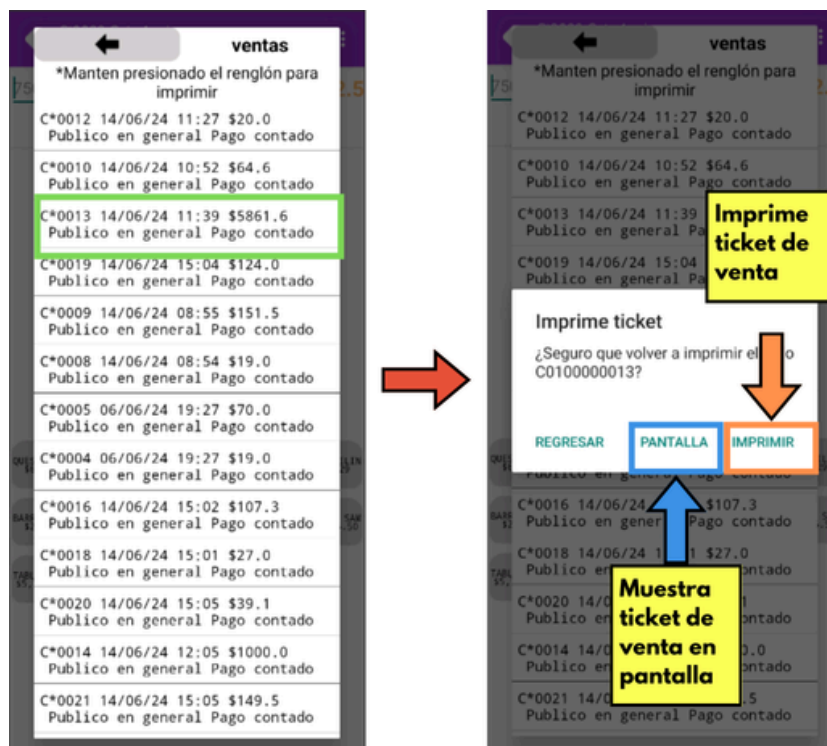 ventas
*Manten presionado el renglón para
imprimir
C*0012 14/06/24 11:27 $20.0
Publico en general Pago contado
C*0010 14/06/24 10:52 $64.6
Publico en general Pago contado
C*0013 14/06/24 11:39 $5861.6
Publico en general Pago contado
C*0019 14/06/24 15:04 $124.0
Publico en general Pago contado
C*0009 14/06/24 08:55 $151.5
Publico en general Pago contado
C*0008 14/06/24 08:54 $19.0
Publico en general Pago contado
C*0005 06/06/24 19:27 $70.0
Publico en general Pago contado
C*0004 06/06/24 19:27 $19.0
Publico en general Pago contado
C*0016 14/06/24 15:02 $107.3
Publico en general Pago contado
C*0018 14/06/24 15:01 $27.0
Publico en general Pago contado
C*0020 14/06/24 15:05 $39.1
Publico en general Pago contado
C*0014 14/06/24 12:05 $1000.0
Publico en general Pago contado
C*0021 14/06/24 15:05 $149.5
Publico en general Pago contado
ventas
*Manten presionado el renglón para
imprimir
C*0012 14/06/24 11:27 $20.0
Publico en general Pago contado
C*0010 14/06/24 10:52 $64.6
Publico en general Pago contado
C*0013 14/06/24 11:39
Publico en general
C*0019 14/06/24 15:04
Publico en general
Imprime
ticket de
venta
Imprime ticket
¿Seguro que volver a imprimir el
C0100000013?
REGRESAR PANTALLA IMPRIMIR
C*0016 14/06/24 $107.3
Publico en Pago contado
C*0018 14/06/24 $27.0
Publico en
C*0020
Publico en
C*0014
Publico en
C*0021
Publico en general Pago contado
Muestra
ticket de
venta en
pantalla